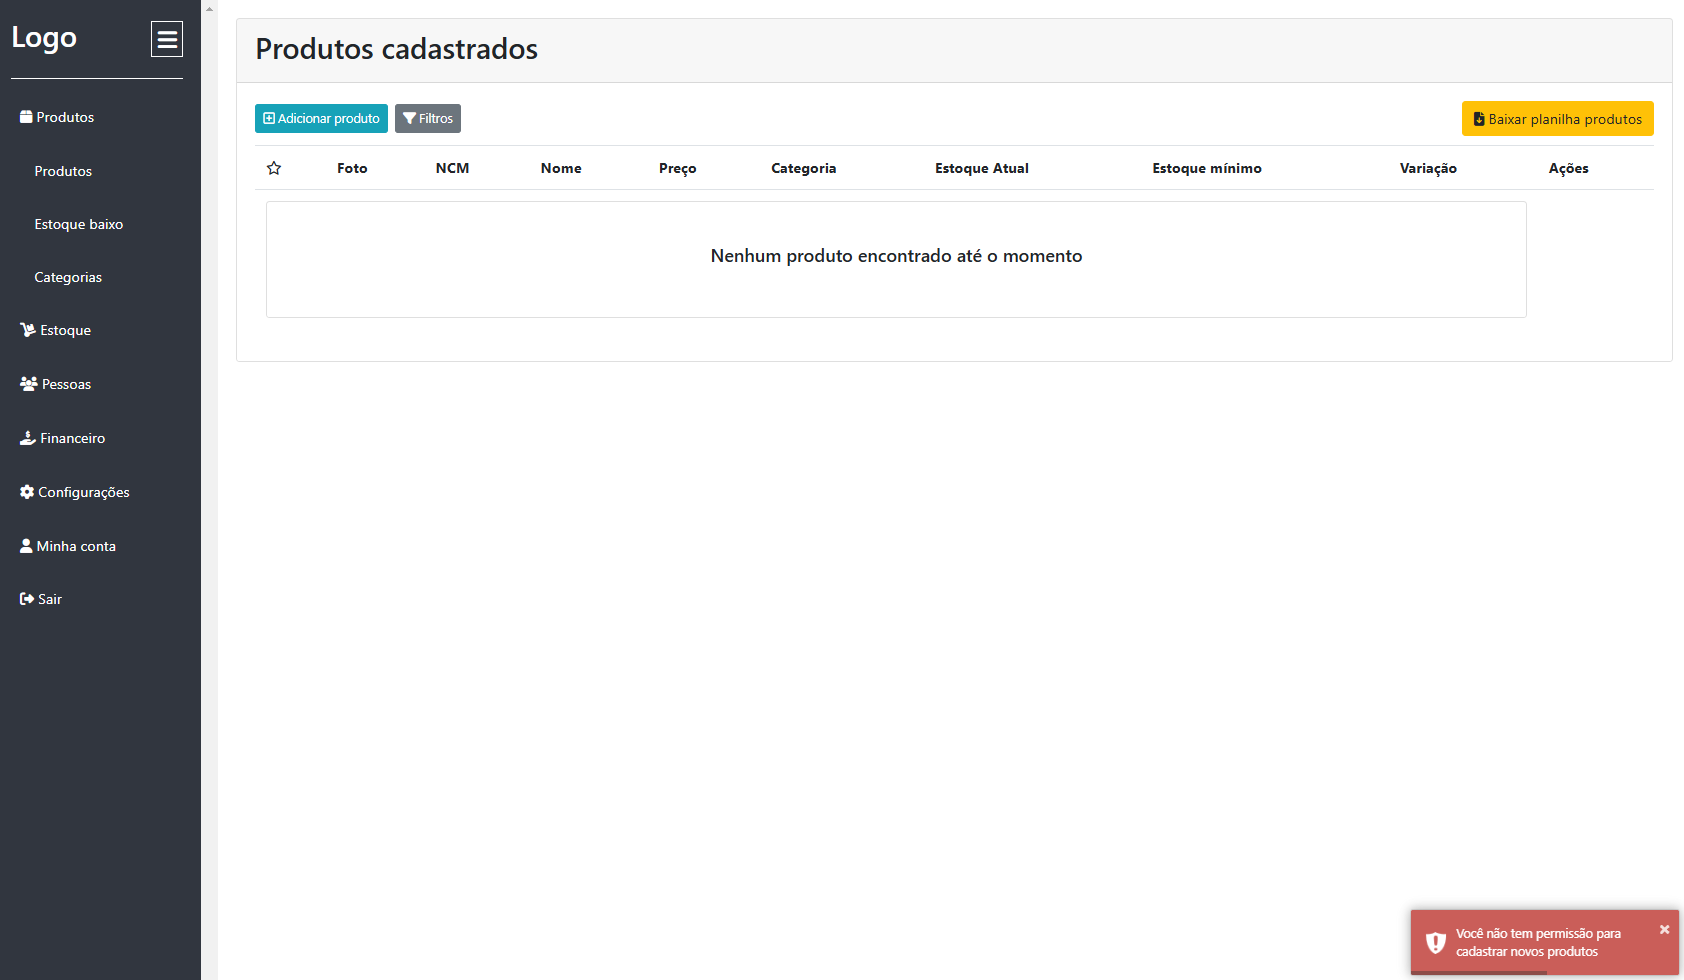 Logo
Produtos
Produtos
Estoque baixo
Categorias
Estoque
Pessoas
Financeiro
Configurações
Minha conta
Sair
Produtos cadastrados
Adicionar produto
Filtros
Baixar planilha produtos
Foto NCM Nome Preço Categoria Estoque Atual Estoque mínimo Variação Ações
Nenhum produto encontrado até o momento
Você não tem permissão para
cadastrar novos produtos
×